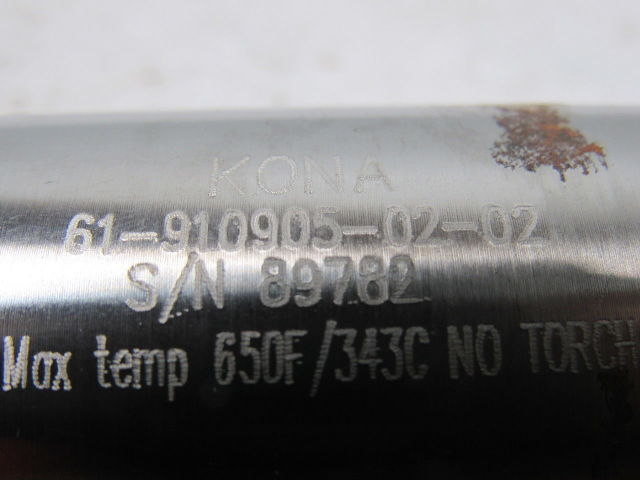 KONA
61-910905-02-02
S/N 89782
Max temp 650F/343C NO TORCH